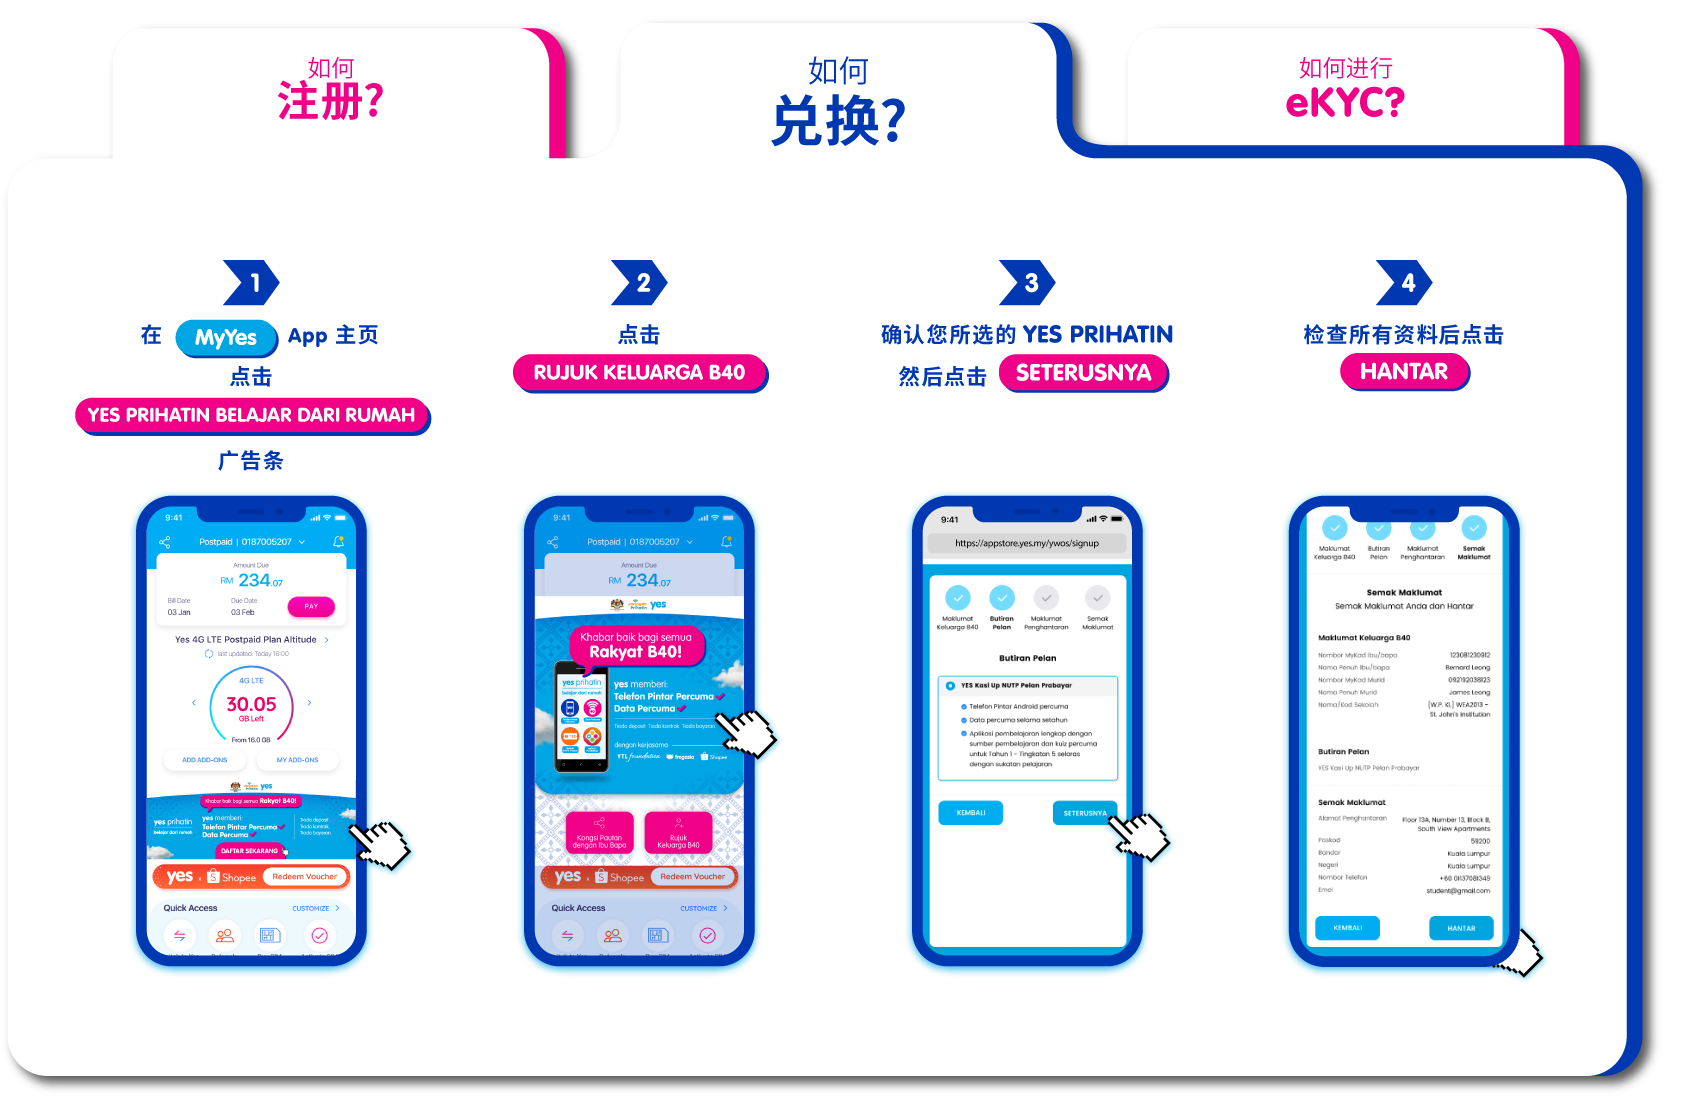 如何
注册?
如何
兑换?
如何进行
eKYC?
1
在 MyYes App 主页
点击
YES PRIHATIN BELAJAR DARI RUMAH
广告条
2
点击
RUJUK KELUARGA B40
3
确认您所选的 YES PRIHATIN
然后点击 SETERUSNYA
4
检查所有资料后点击
HANTAR
9:41
Postpaid | 0187005207
Amount Due
RM 234.07
Bill Date
Due Date
03 Jan
03 Feb
PAY
Yes 4G LTE Postpaid Plan Altitude
last updated: Today 16:00
4G LTE
30.05
GB Left
From 16.0 GB
ADD ADD-ONS
MY ADD-ONS
yes
Khabar baik bagi semua Rakyat B40!
yes prihatin
belajar dari rumah
yes memberi:
Telefon Pintar Percuma
Data Percuma
Tiada deposit.
Tiada kontrak.
Tiada bayaran.
DAFTAR SEKARANG
yes x Shopee Redeem Voucher
Quick Access
CUSTOMIZE
9:41
Postpaid | 0187005207
Amount Due
RM 234.07
Prihatin yes
Khabar baik bagi semua
Rakyat B40!
yes prihatin
belajar dari rumah
yes memberi:
Telefon Pintar Percuma
Data Percuma
Tiada deposit. Tiada kontrak. Tiada bayaran.
dengan kerjasama
YTL foundation frogasia Shopee
Kongsi Pautan
dengan Ibu Bapa
Rujuk
Keluarga B40
yes x Shopee Redeem Voucher
Quick Access
CUSTOMIZE
9:41
https://appstore.yes.my/ywos/signup
Maklumat
Keluarga B40
Butiran
Pelan
Maklumat
Penghantaran
Semak
Maklumat
Butiran Pelan
YES Kasi Up NUTP Pelan Prabayar
Telefon Pintar Android percuma
Data percuma selama setahun
Aplikasi pembelajaran lengkap dengan
sumber pembelajaran dan kuiz percuma
untuk Tahun 1 - Tingkatan 5 selaras
dengan sukatan pelajaran
KEMBALI
SETERUSNYA
Maklumat
Keluarga B40
Butiran
Pelan
Maklumat
Penghantaran
Semak
Maklumat
Semak Maklumat
Semak Maklumat Anda dan Hantar
Maklumat Keluarga B40
Nombor MyKad Ibu/bapa 123081230912
Nama Penuh Ibu/bapa Bernard Leong
Nombor MyKad Murid 092192038123
Nama Penuh Murid James Leong
Nama/Kod Sekolah [W.P. KL] WEA2013 -
St. John's Institution
Butiran Pelan
YES Kasi Up NUTP Pelan Prabayar
Semak Maklumat
Alamat Penghantaran Floor 13A, Number 13, Block B,
South View Apartments
Poskod 59200
Bandar Kuala Lumpur
Negeri Kuala Lumpur
Nombor Telefon +60 01137081349
Emel student@gmail.com
KEMBALI
HANTAR